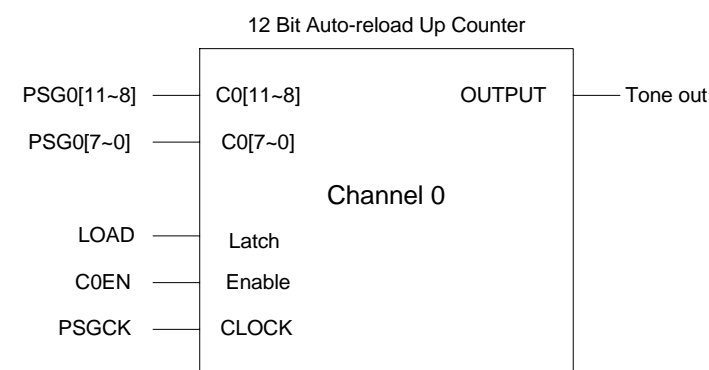 12 Bit Auto-reload Up Counter
PSG0[11~8] C0[11~8] OUTPUT Tone out
PSG0[7~0] C0[7~0]
Channel 0
LOAD Latch
C0EN Enable
PSGCK CLOCK